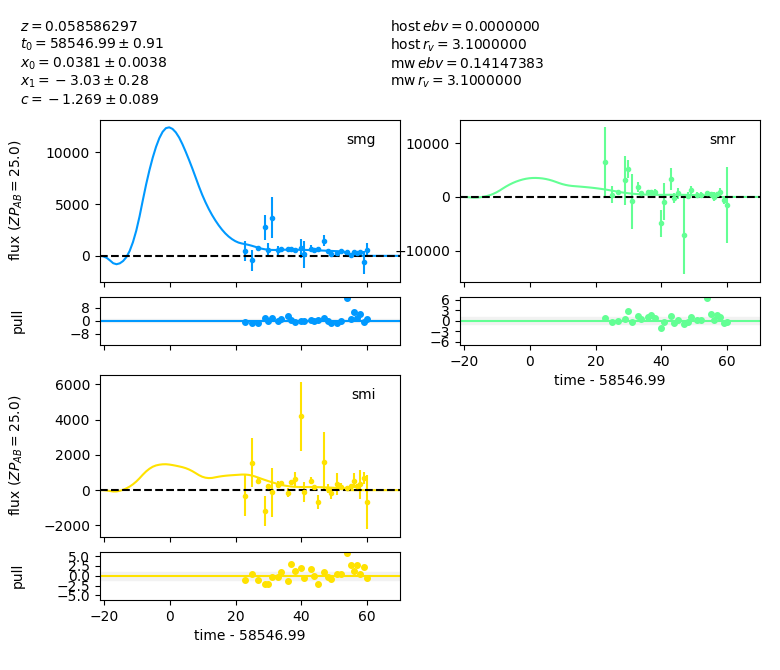 z = 0.058586297
t₀ = 58546.99 ± 0.91
x₀ = 0.0381 ± 0.0038
x₁ = −3.03 ± 0.28
c = −1.269 ± 0.089
host ebv = 0.0000000
host r_v = 3.1000000
mw ebv = 0.14147383
mw r_v = 3.1000000
smg
flux (ZP_AB = 25.0)
10000
5000
0
pull
8
0
−8
smr
10000
0
−10000
6
3
0
−3
−6
−20 0 20 40 60
time - 58546.99
smi
flux (ZP_AB = 25.0)
6000
4000
2000
0
−2000
pull
5.0
2.5
0.0
−2.5
−5.0
−20 0 20 40 60
time - 58546.99